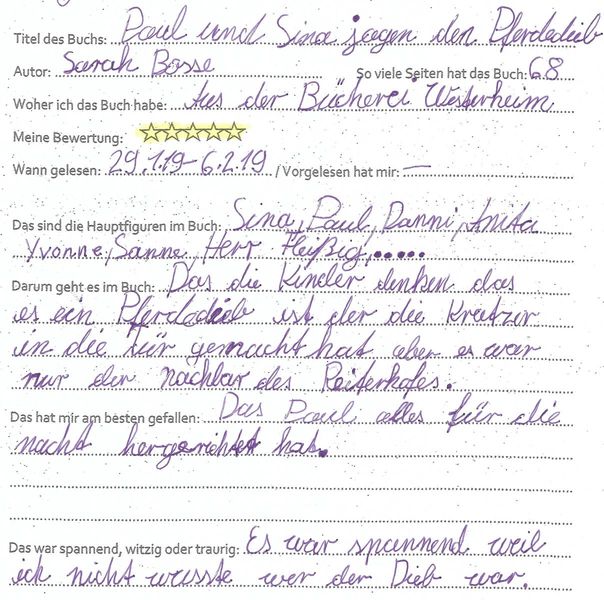 Titel des Buchs: Paul und Sina jagen den Pferdedieb
Autor: Sarah Bosse So viele Seiten hat das Buch: 68
Woher ich das Buch habe: Aus der Bücherei Westerheim
Meine Bewertung: ☆☆☆☆☆
Wann gelesen: 29.1.19-6.2.19 / Vorgelesen hat mir: —
Das sind die Hauptfiguren im Buch: Sina, Paul, Danni, Anita
Yvonne, Sanne, Herr Fleißig, .....
Darum geht es im Buch: Das die Kinder denken das
es ein Pferdedieb ist der die Kratzer
in die tür gemacht hat aber es war
nur der nachbar des Reiterhofes.
Das hat mir am besten gefallen: Das Paul alles für die
nacht hergerichtet hat.
Das war spannend, witzig oder traurig: Es war spannend weil
ich nicht wusste wer der Dieb war.